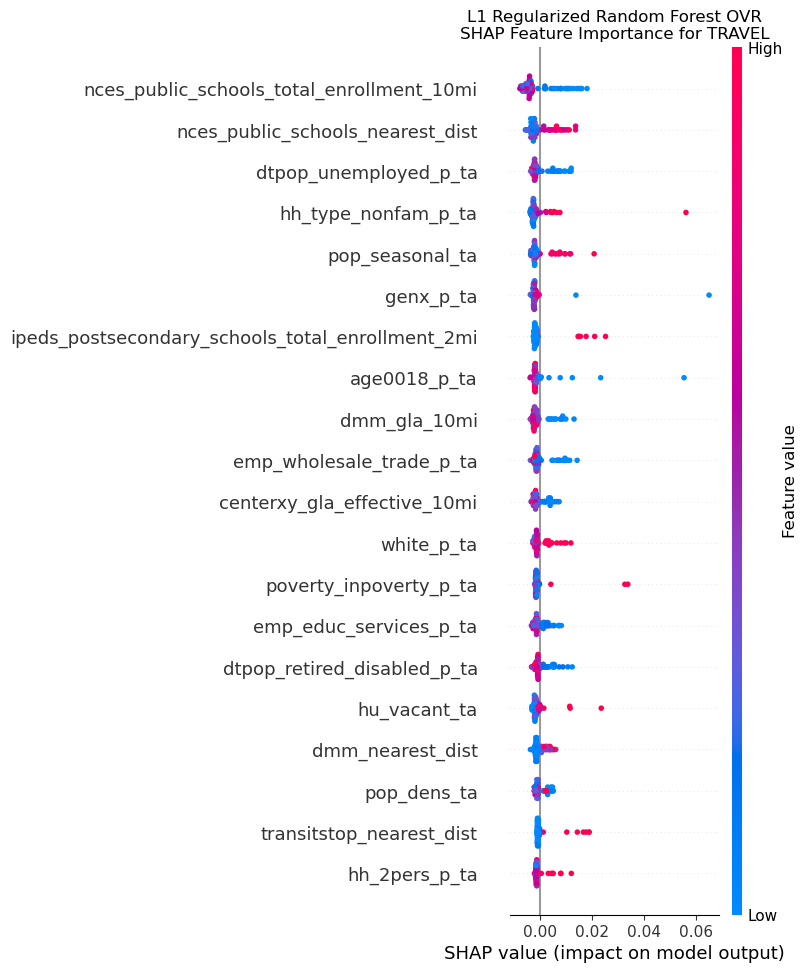 L1 Regularized Random Forest OVR
SHAP Feature Importance for TRAVEL
High
nces_public_schools_total_enrollment_10mi
nces_public_schools_nearest_dist
dtpop_unemployed_p_ta
hh_type_nonfam_p_ta
pop_seasonal_ta
genx_p_ta
ipeds_postsecondary_schools_total_enrollment_2mi
age0018_p_ta
dmm_gla_10mi
emp_wholesale_trade_p_ta
centerxy_gla_effective_10mi
white_p_ta
poverty_inpoverty_p_ta
emp_educ_services_p_ta
dtpop_retired_disabled_p_ta
hu_vacant_ta
dmm_nearest_dist
pop_dens_ta
transitstop_nearest_dist
hh_2pers_p_ta
Feature value
Low
0.00 0.02 0.04 0.06
SHAP value (impact on model output)